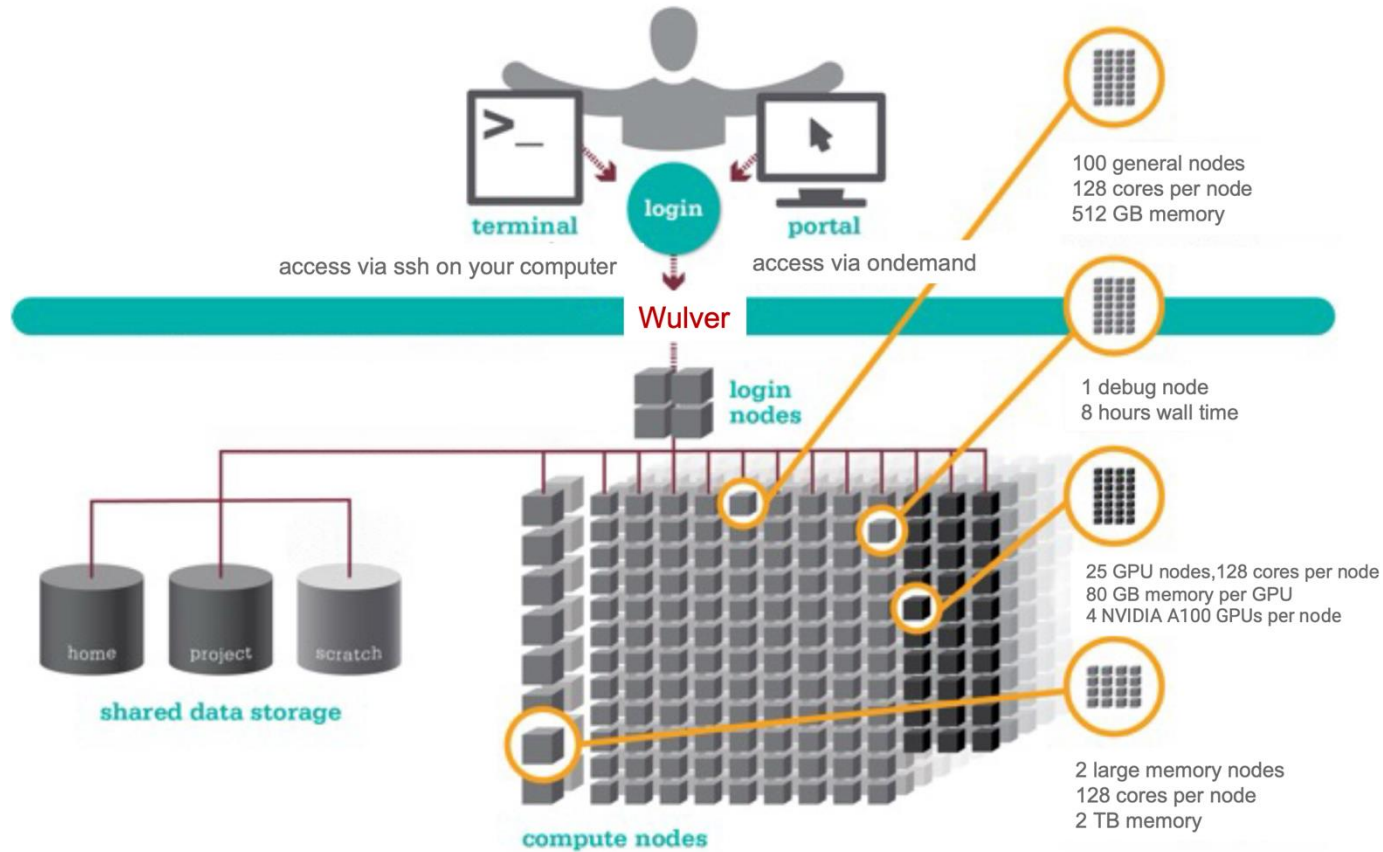 >_
terminal
login
portal
access via ssh on your computer
access via ondemand
Wulver
login
nodes
home
project
scratch
shared data storage
compute nodes
100 general nodes
128 cores per node
512 GB memory
1 debug node
8 hours wall time
25 GPU nodes,128 cores per node
80 GB memory per GPU
4 NVIDIA A100 GPUs per node
2 large memory nodes
128 cores per node
2 TB memory